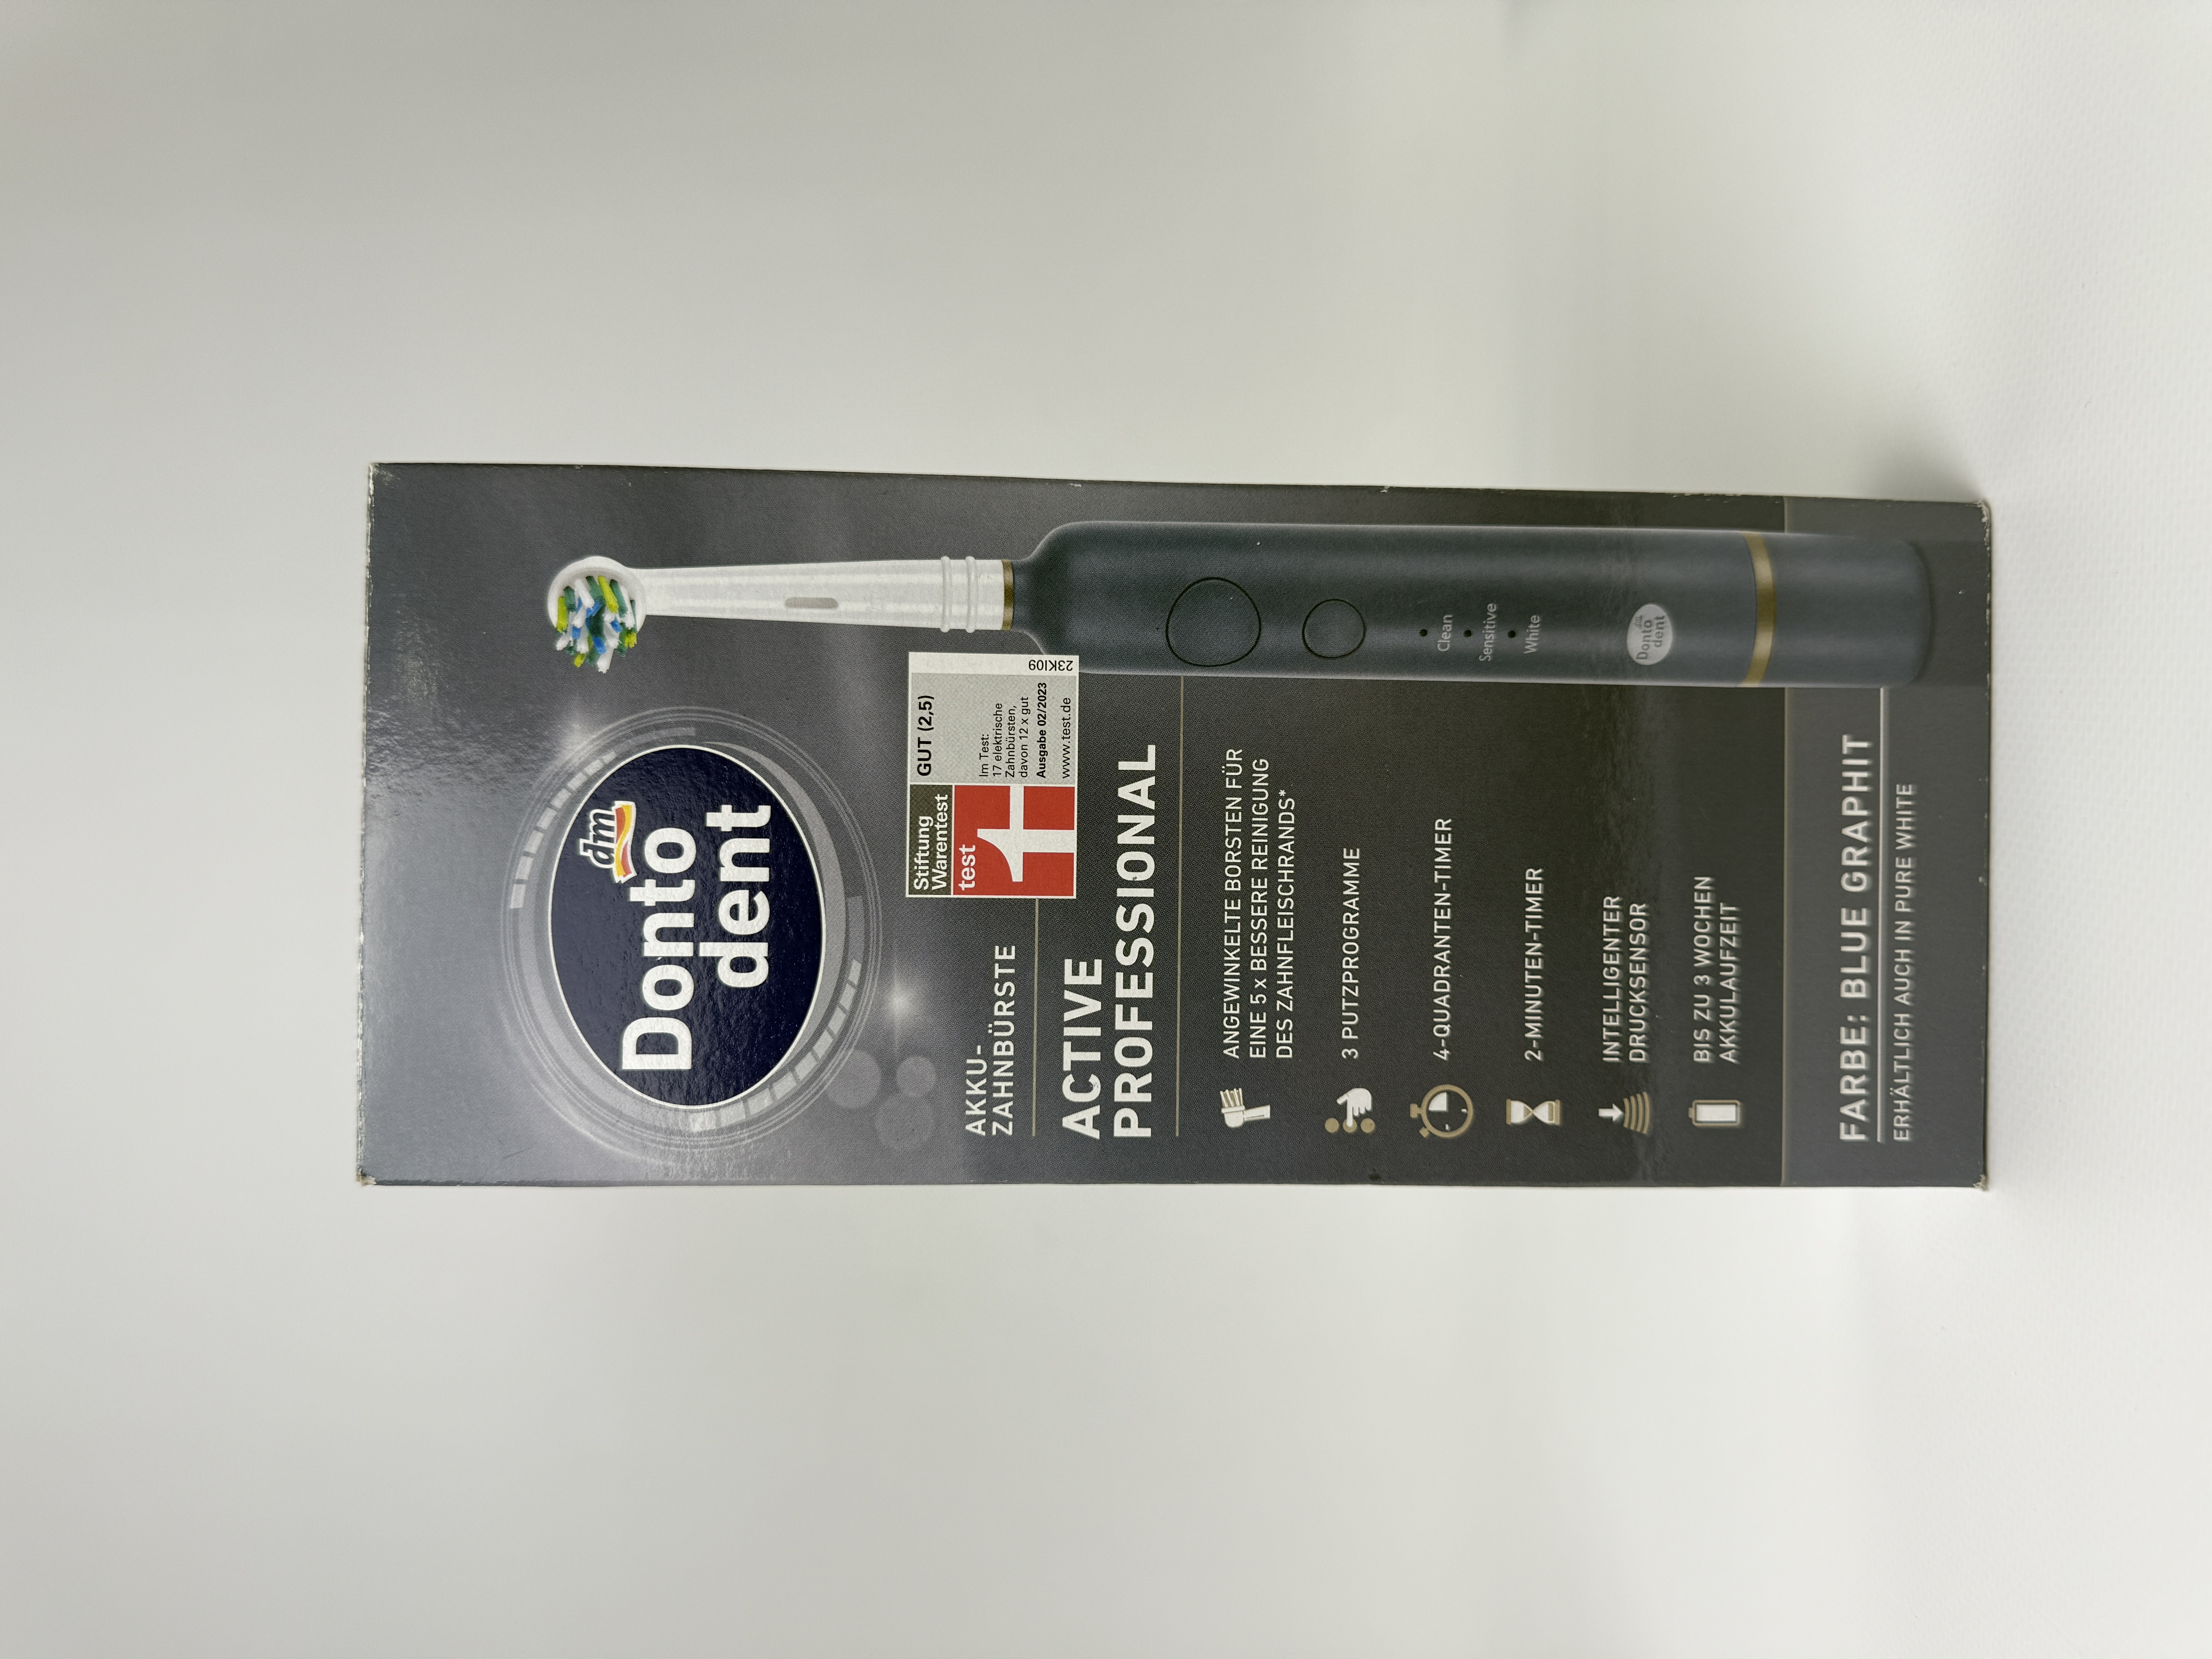 dm
Donto
dent
Stiftung
Warentest
test
GUT (2,5)
Im Test:
17 elektrische
Zahnbürsten,
davon 12 x gut
Ausgabe 02/2023
www.test.de
23KI09
AKKU-
ZAHNBÜRSTE
ACTIVE
PROFESSIONAL
ANGEWINKELTE BORSTEN FÜR
EINE 5 x BESSERE REINIGUNG
DES ZAHNFLEISCHRANDS*
3 PUTZPROGRAMME
4-QUADRANTEN-TIMER
2-MINUTEN-TIMER
INTELLIGENTER
DRUCKSENSOR
BIS ZU 3 WOCHEN
AKKULAUFZEIT
Clean
Sensitive
White
Donto
dent
FARBE: BLUE GRAPHIT
ERHÄLTLICH AUCH IN PURE WHITE